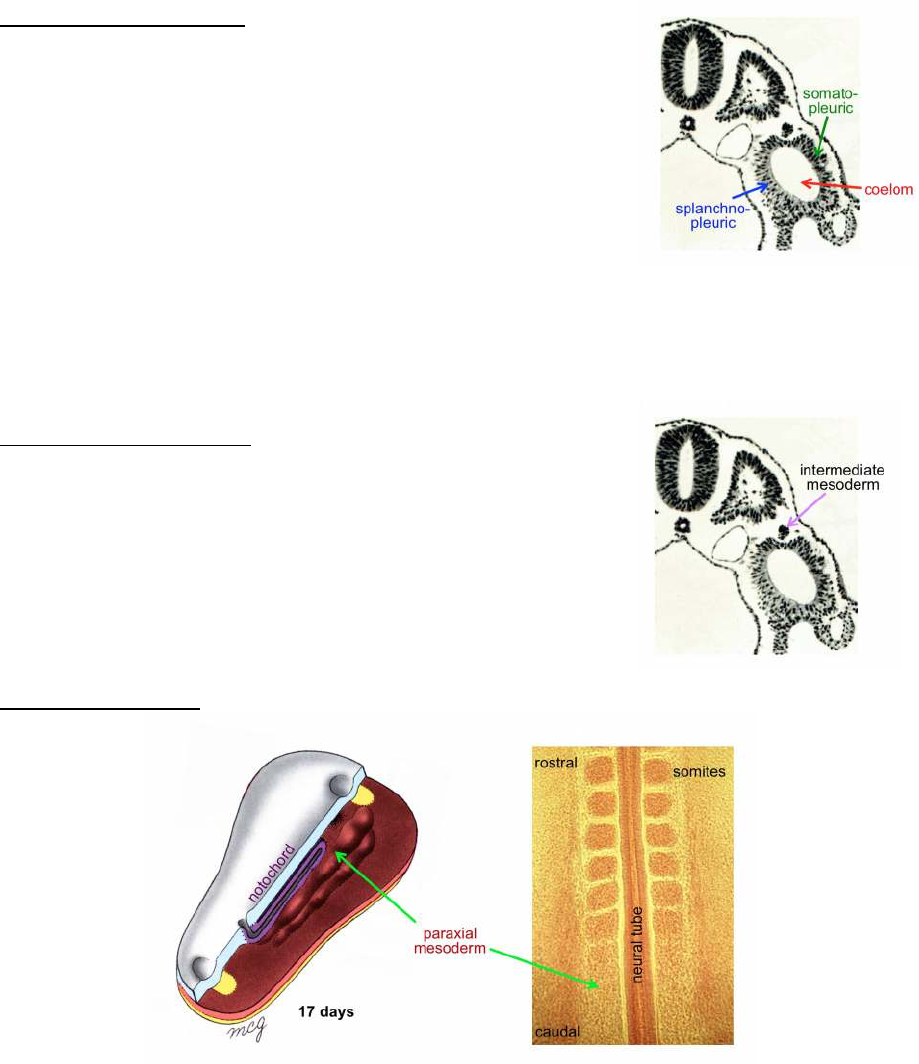 somato-
pleuric
coelom
splanchno-
pleuric
intermediate
mesoderm
rostral
somites
notochord
paraxial
mesoderm
neural tube
17 days
mcg
caudal